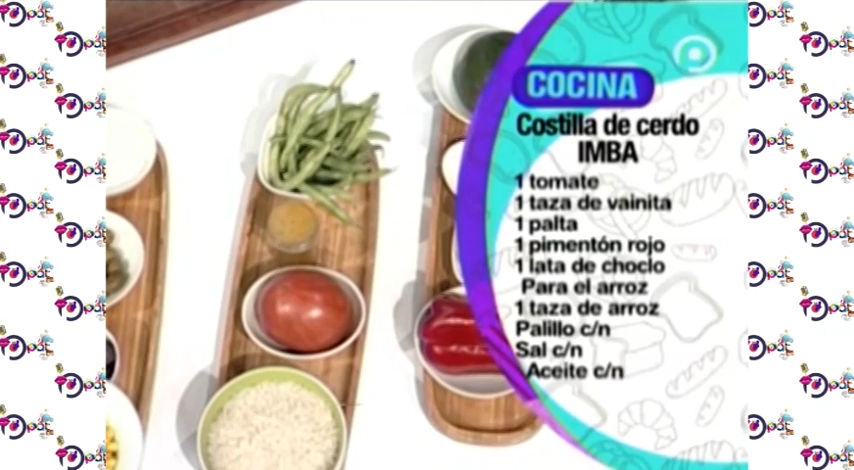 COCINA
Costilla de cerdo
IMBA
1 tomate
1 taza de vainita
1 palta
1 pimentón rojo
1 lata de choclo
Para el arroz
1 taza de arroz
Palillo c/n
Sal c/n
Aceite c/n